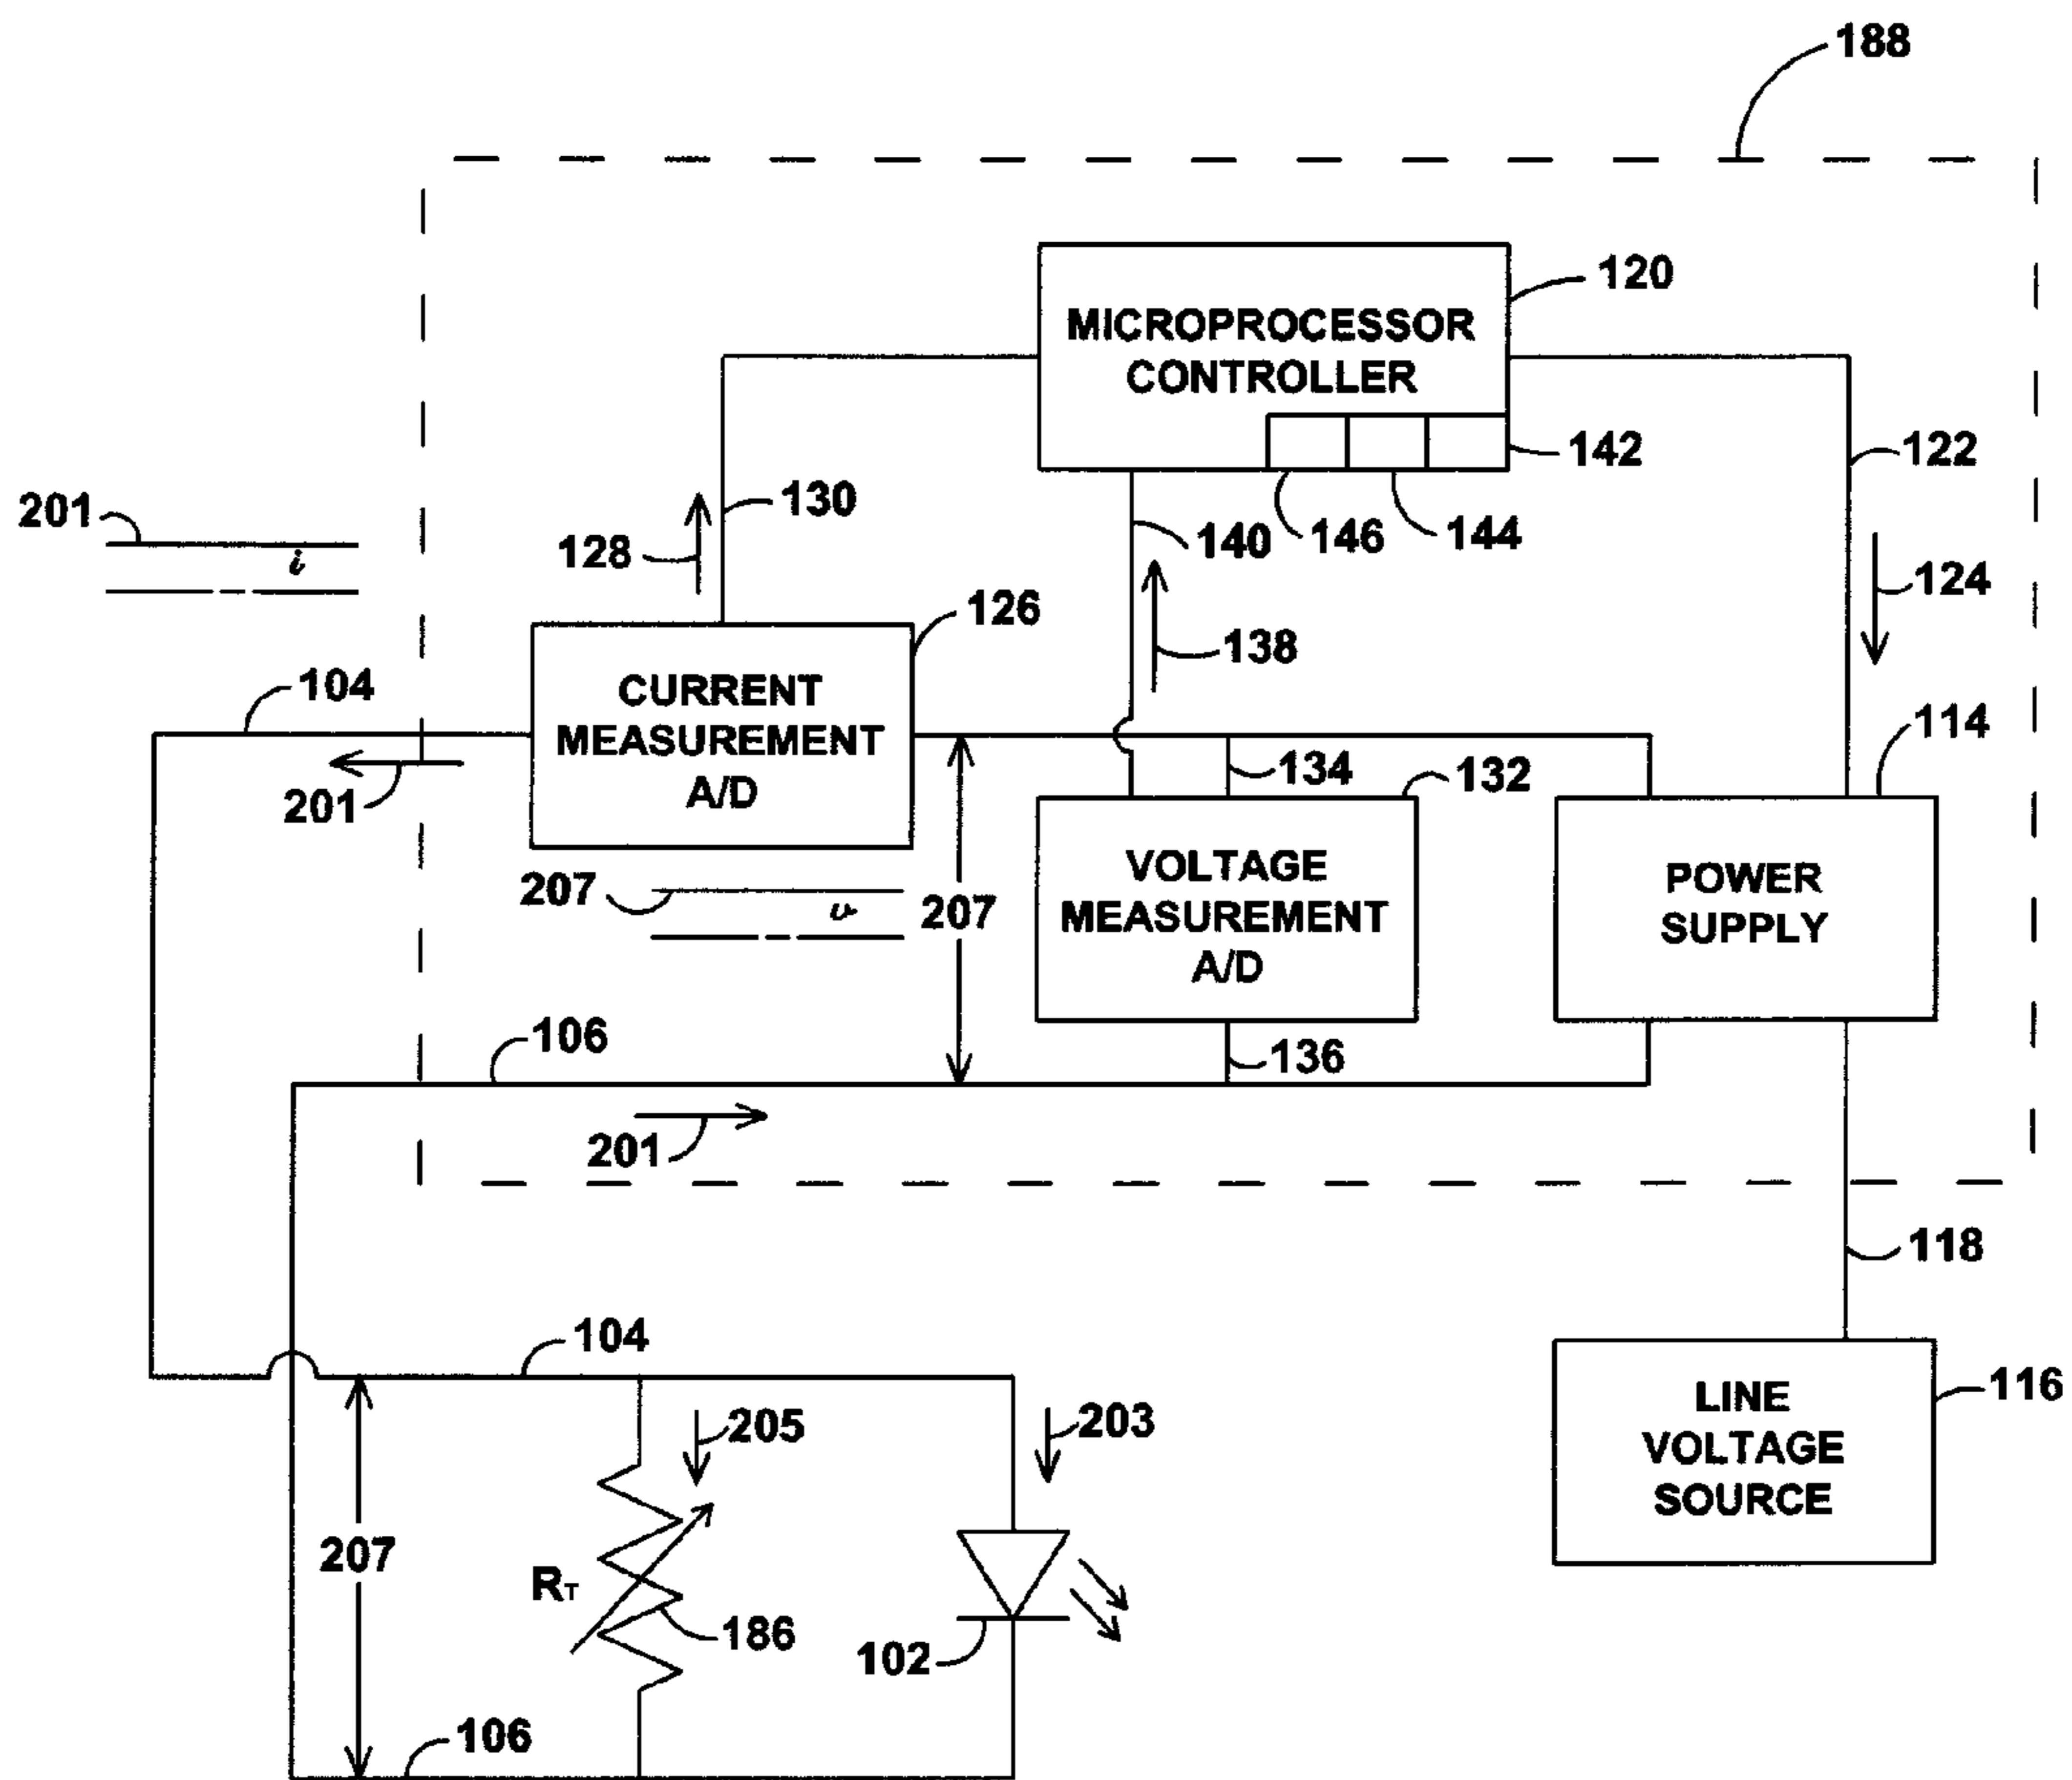 188
120
MICROPROCESSOR
CONTROLLER
142
122
201
i
130
128
140
146
144
124
126
138
104
CURRENT
MEASUREMENT
A/D
134
132
114
201
207
v
207
VOLTAGE
MEASUREMENT
A/D
POWER
SUPPLY
106
136
201
118
104
205
203
LINE
VOLTAGE
SOURCE
116
207
RT
186
102
106